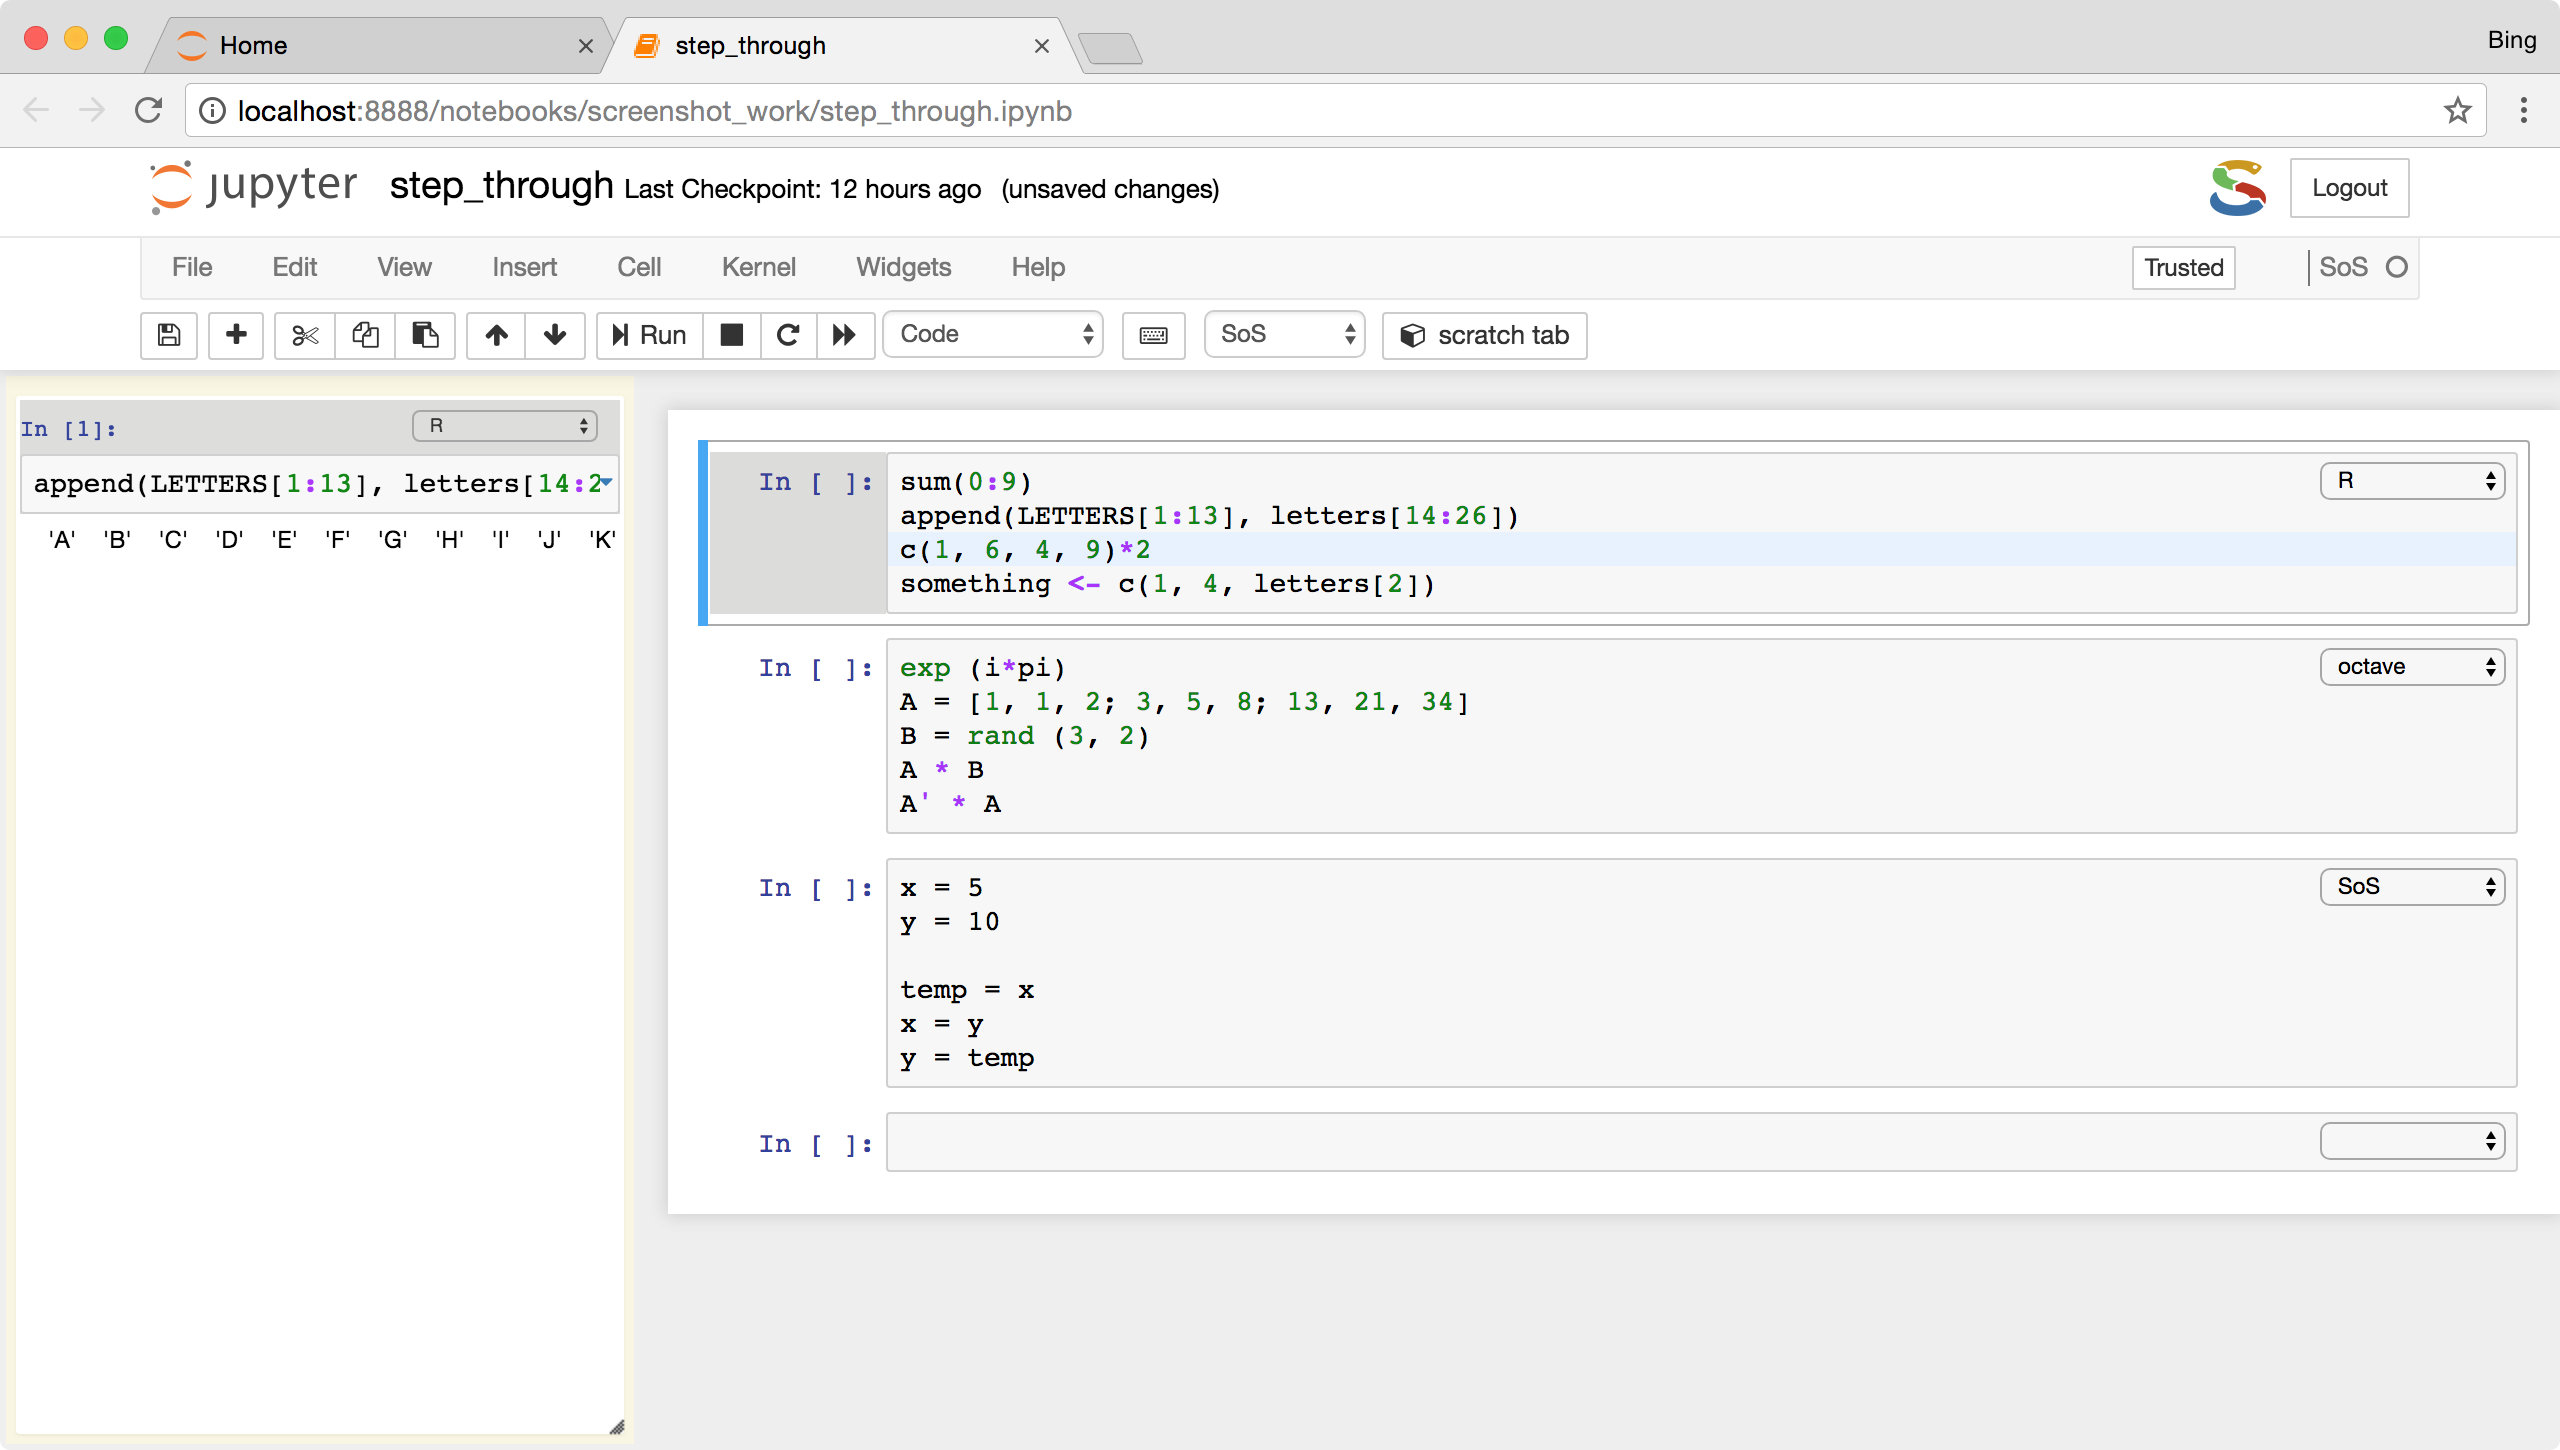 Home
step_through
Bing
localhost:8888/notebooks/screenshot_work/step_through.ipynb
jupyter step_through Last Checkpoint: 12 hours ago (unsaved changes)
Logout
File Edit View Insert Cell Kernel Widgets Help
Trusted
SoS
Run
Code
SoS
scratch tab
In [1]:
R
append(LETTERS[1:13], letters[14:2
'A' 'B' 'C' 'D' 'E' 'F' 'G' 'H' 'I' 'J' 'K'
In [ ]:
R
sum(0:9)
append(LETTERS[1:13], letters[14:26])
c(1, 6, 4, 9)*2
something <- c(1, 4, letters[2])
In [ ]:
octave
exp (i*pi)
A = [1, 1, 2; 3, 5, 8; 13, 21, 34]
B = rand (3, 2)
A * B
A' * A
In [ ]:
SoS
x = 5
y = 10
temp = x
x = y
y = temp
In [ ]: